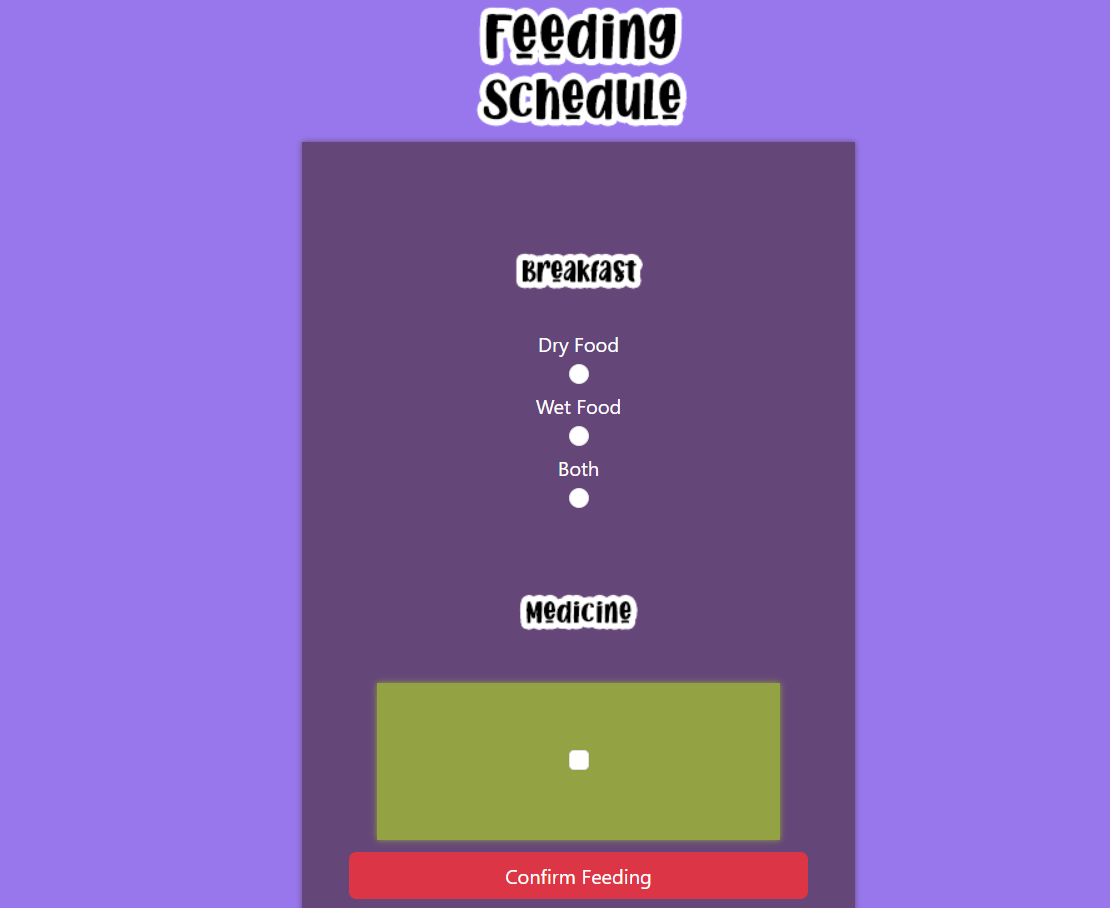 Feeding
Schedule
Breakfast
Dry Food
Wet Food
Both
Medicine
Confirm Feeding